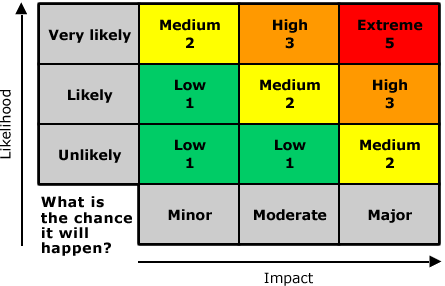 Likelihood
Very likely
Medium
2
High
3
Extreme
5
Likely
Low
1
Medium
2
High
3
Unlikely
Low
1
Low
1
Medium
2
What is
the chance
it will
happen?
Minor
Moderate
Major
Impact